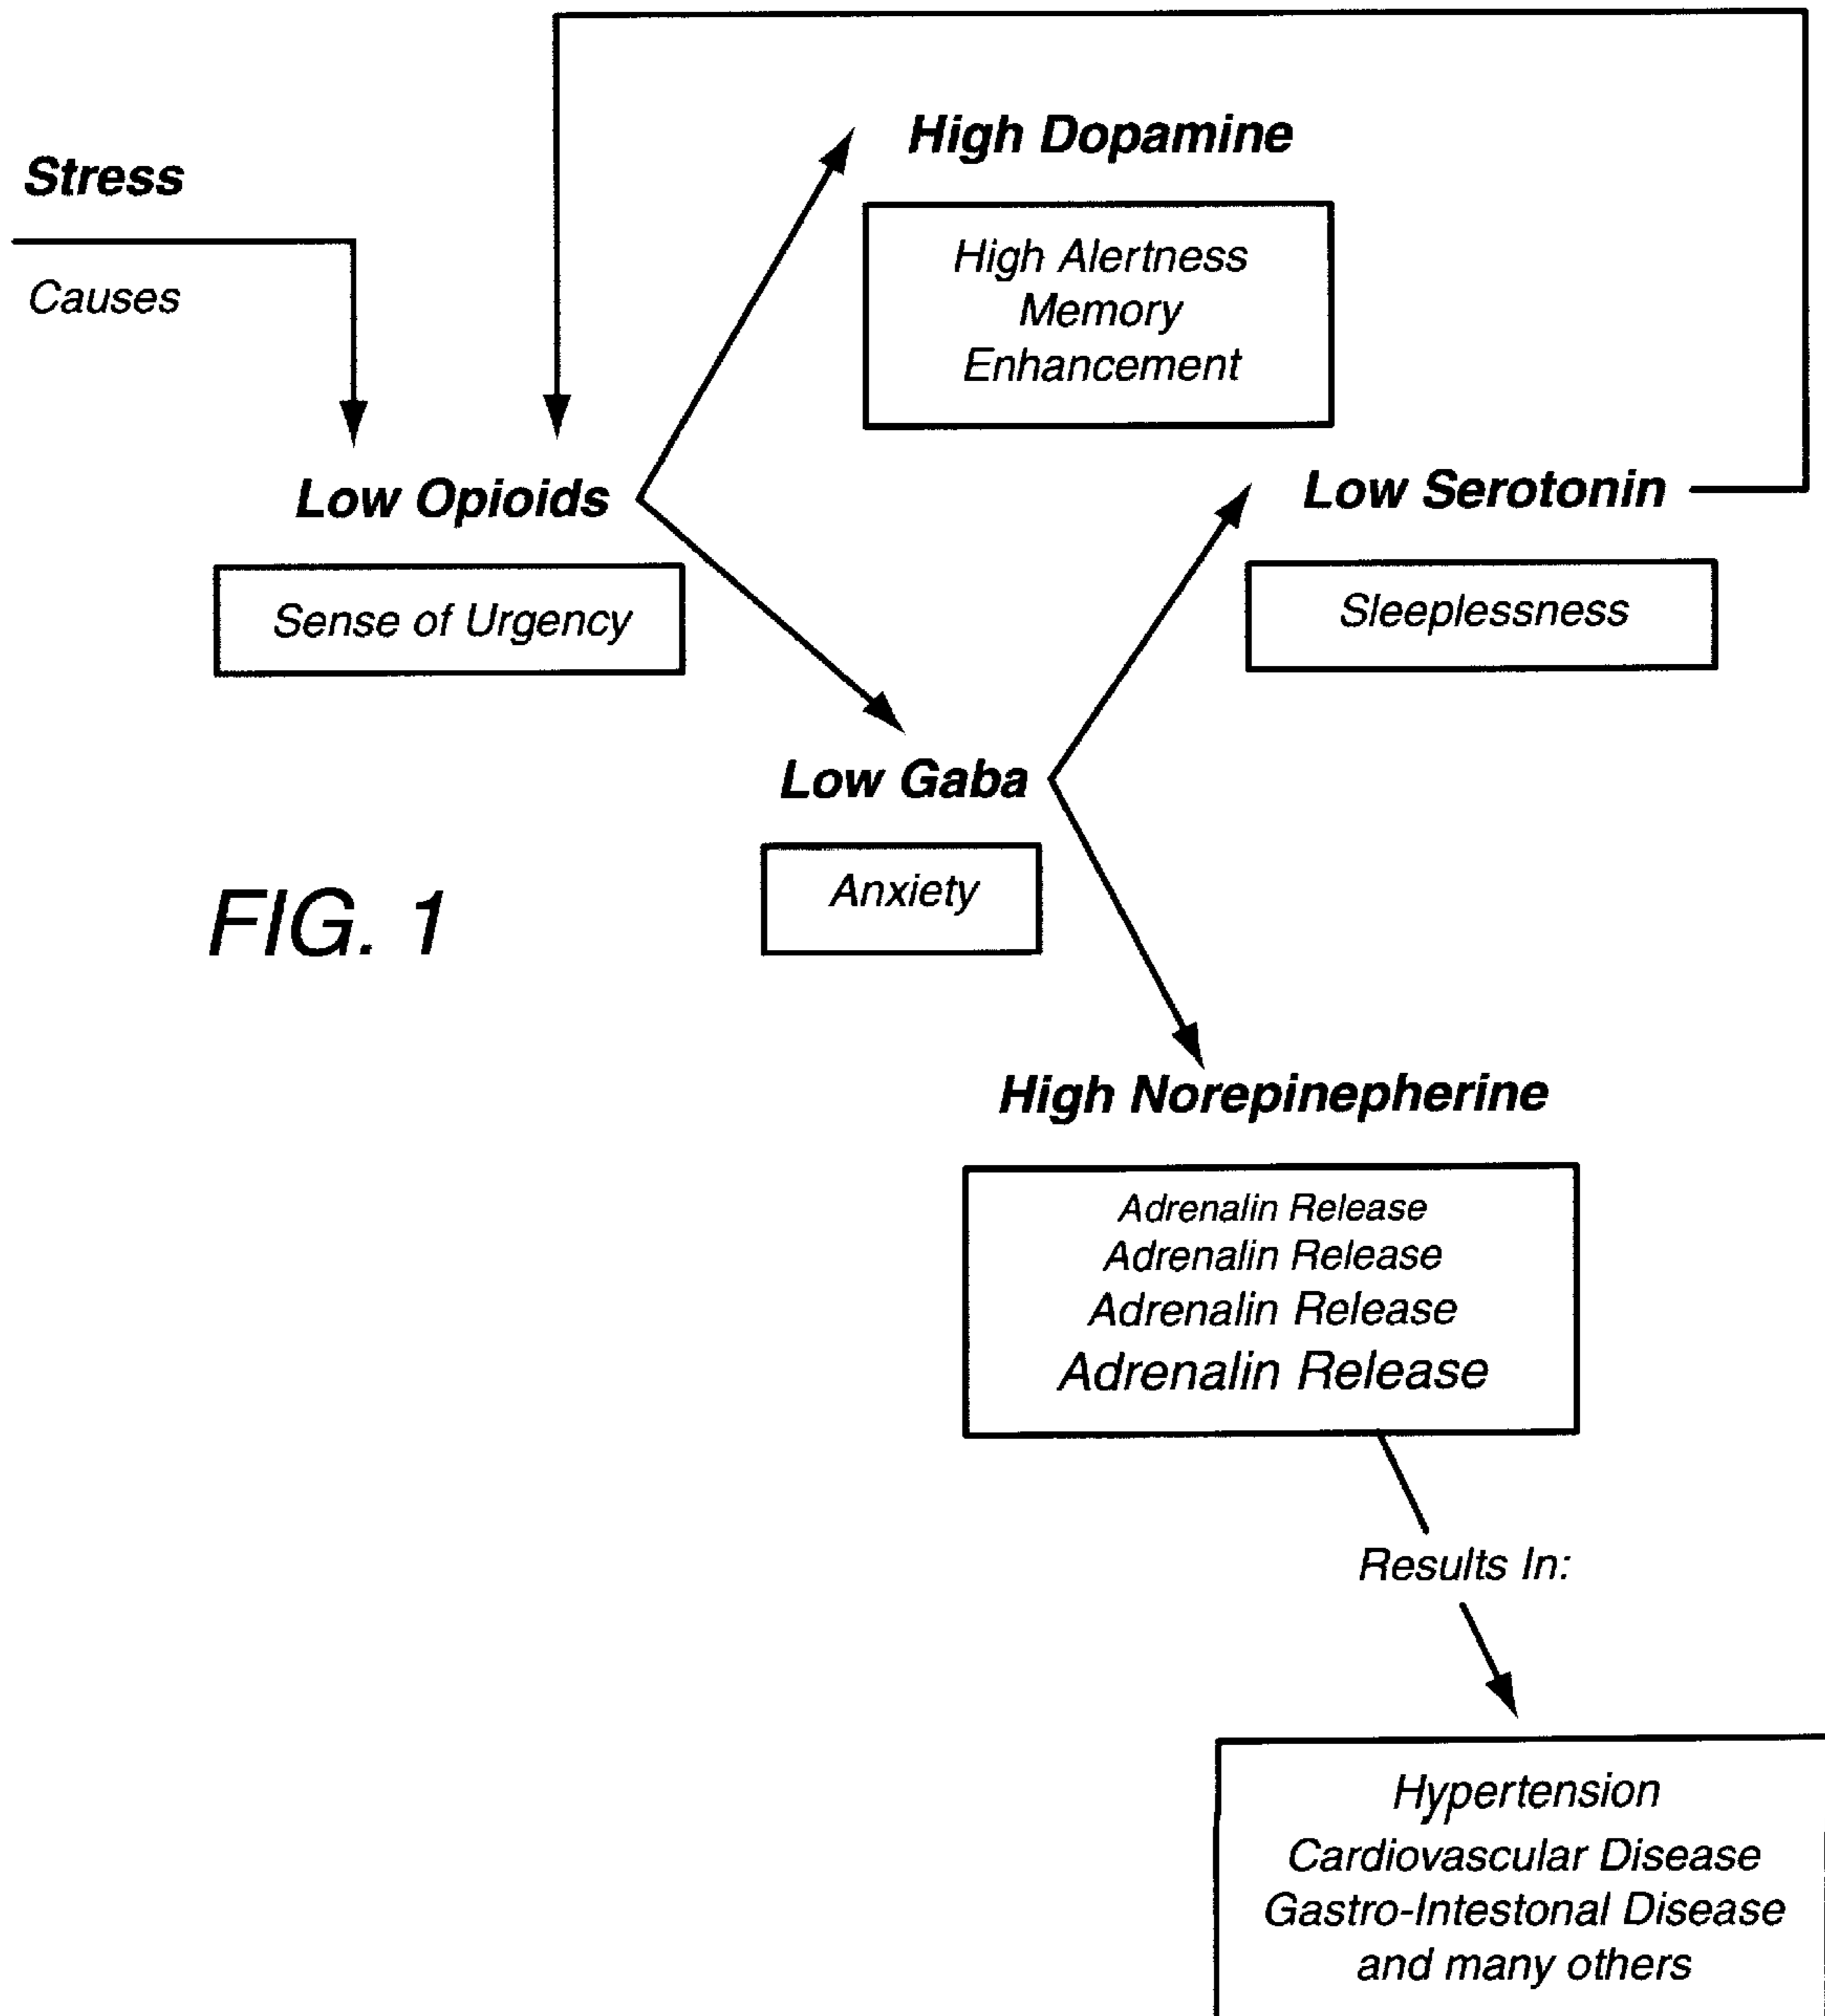 Stress
Causes
High Dopamine
High Alertness
Memory
Enhancement
Low Opioids
Sense of Urgency
Low Serotonin
Sleeplessness
Low Gaba
Anxiety
FIG. 1
High Norepinepherine
Adrenalin Release
Adrenalin Release
Adrenalin Release
Adrenalin Release
Results In:
Hypertension
Cardiovascular Disease
Gastro-Intestonal Disease
and many others